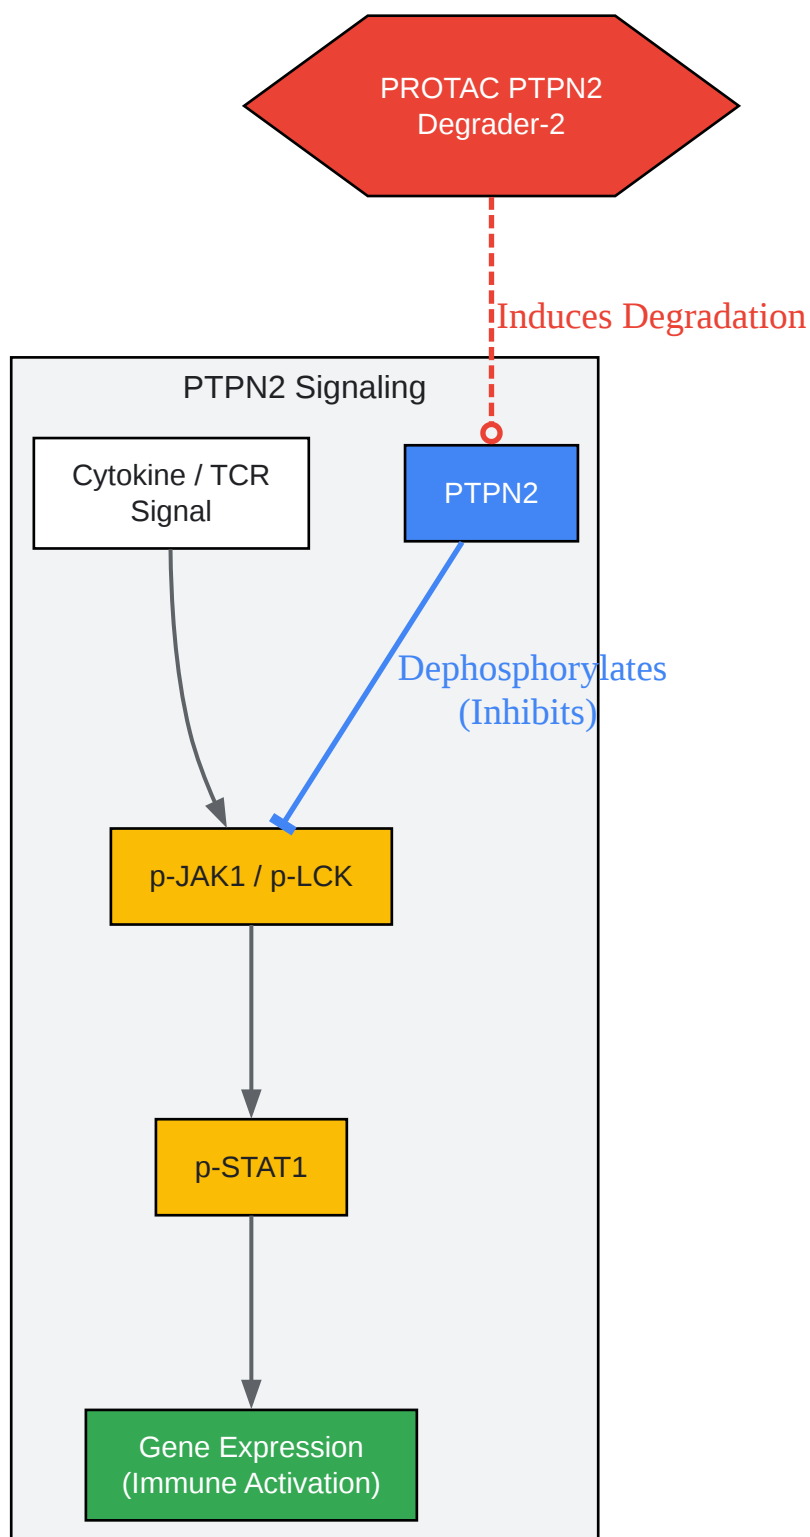 PROTAC PTPN2
Degrader-2
Induces Degradation
PTPN2 Signaling
Cytokine / TCR
Signal
PTPN2
Dephosphorylates
(Inhibits)
p-JAK1 / p-LCK
p-STAT1
Gene Expression
(Immune Activation)